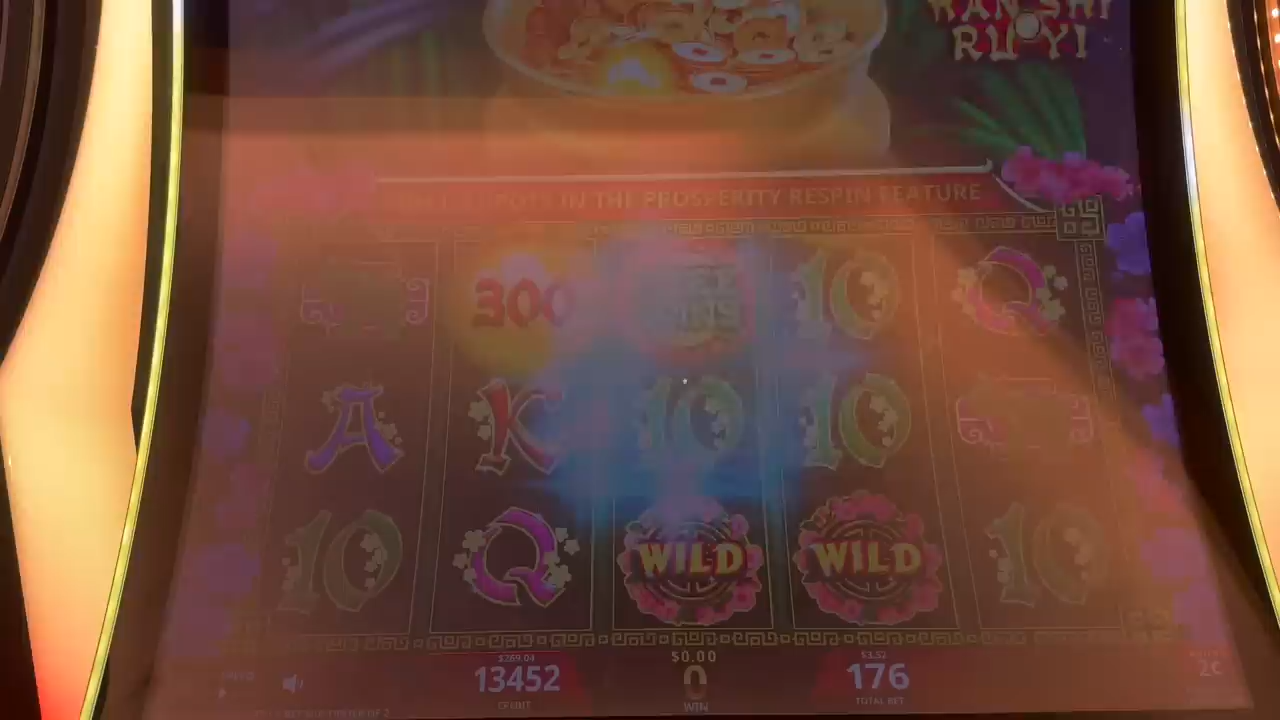 WAN SHI
RU YI
POTS IN THE PROSPERITY RESPIN FEATURE
300 10 Q
A K 10 10
10 Q WILD WILD 10
$269.04 $0.00 $3.52
13452 0 176 2¢
CREDIT WIN TOTAL BET